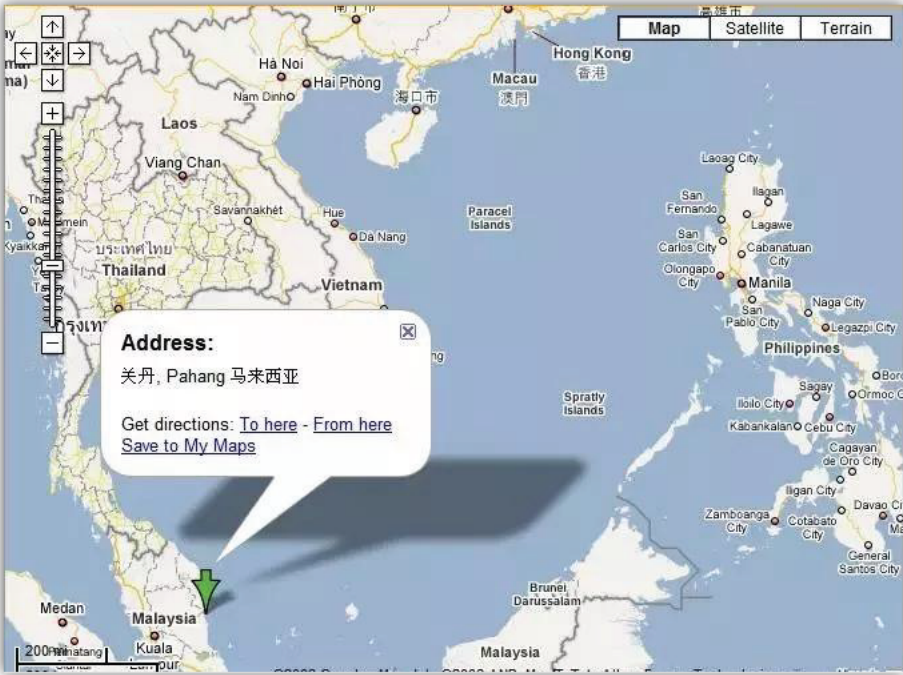 Map
Satellite
Terrain
Hong Kong
香港
Macau
澳門
Hà Noi
Hai Phòng
Nam Dinh
海口市
Laos
Viang Chan
Savannakhét
Hue
Da Nang
ประเทศไทย
Thailand
Vietnam
Paracel
Islands
Laoag City
San
Fernando
Ilagan
Lagawe
San
Carlos City
Cabanatuan
City
Olongapo
City
Manila
San
Pablo City
Naga City
Legazpi City
Philippines
Address:
关丹, Pahang 马来西亚
Get directions: To here - From here
Save to My Maps
Spratly
Islands
Sagay
Iloilo City
Ormoc C
Kabankalan
Cebu City
Cagayan
de Oro City
Iligan City
Zamboanga
City
Cotabato
City
Davao Ci
General
Santos City
Brunei
Darussalam
Medan
Malaysia
Kuala
Malaysia
200 mi